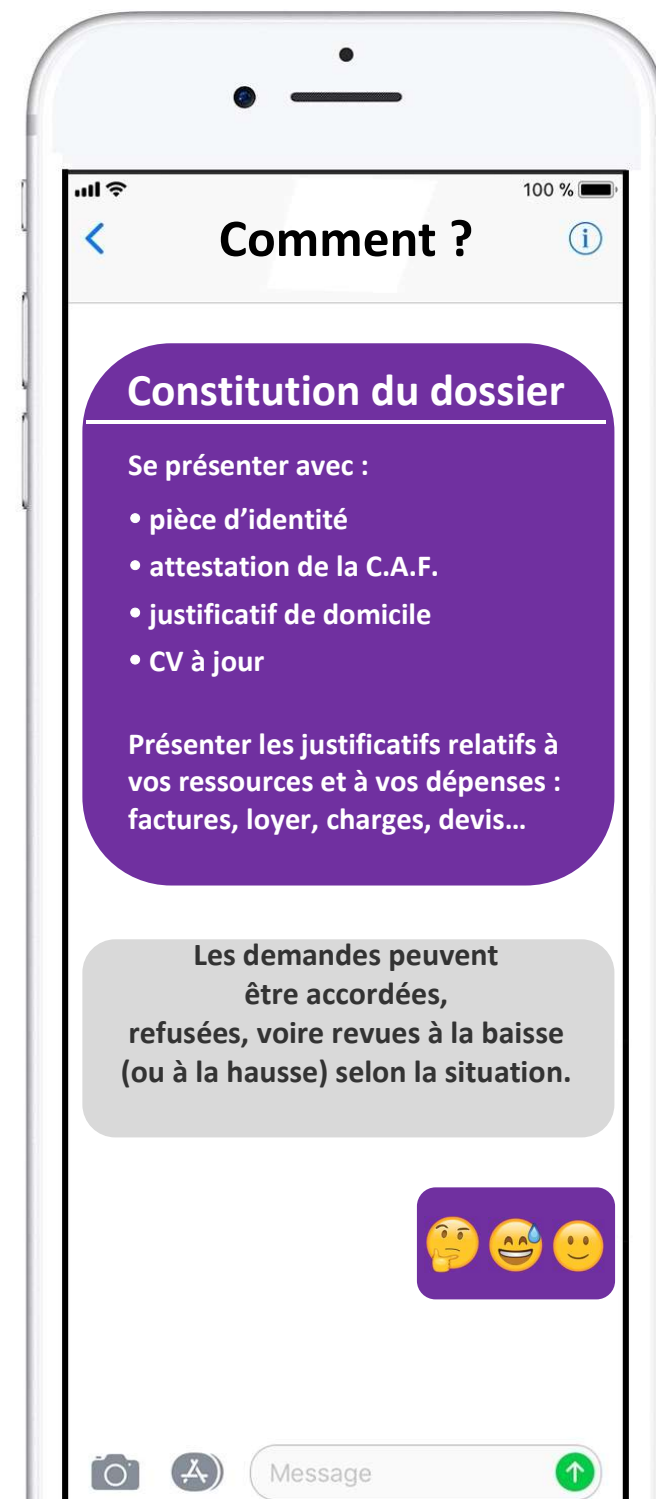 100 %
Comment ?
Constitution du dossier
Se présenter avec :
• pièce d’identité
• attestation de la C.A.F.
• justificatif de domicile
• CV à jour
Présenter les justificatifs relatifs à
vos ressources et à vos dépenses :
factures, loyer, charges, devis…
Les demandes peuvent
être accordées,
refusées, voire revues à la baisse
(ou à la hausse) selon la situation.
Message